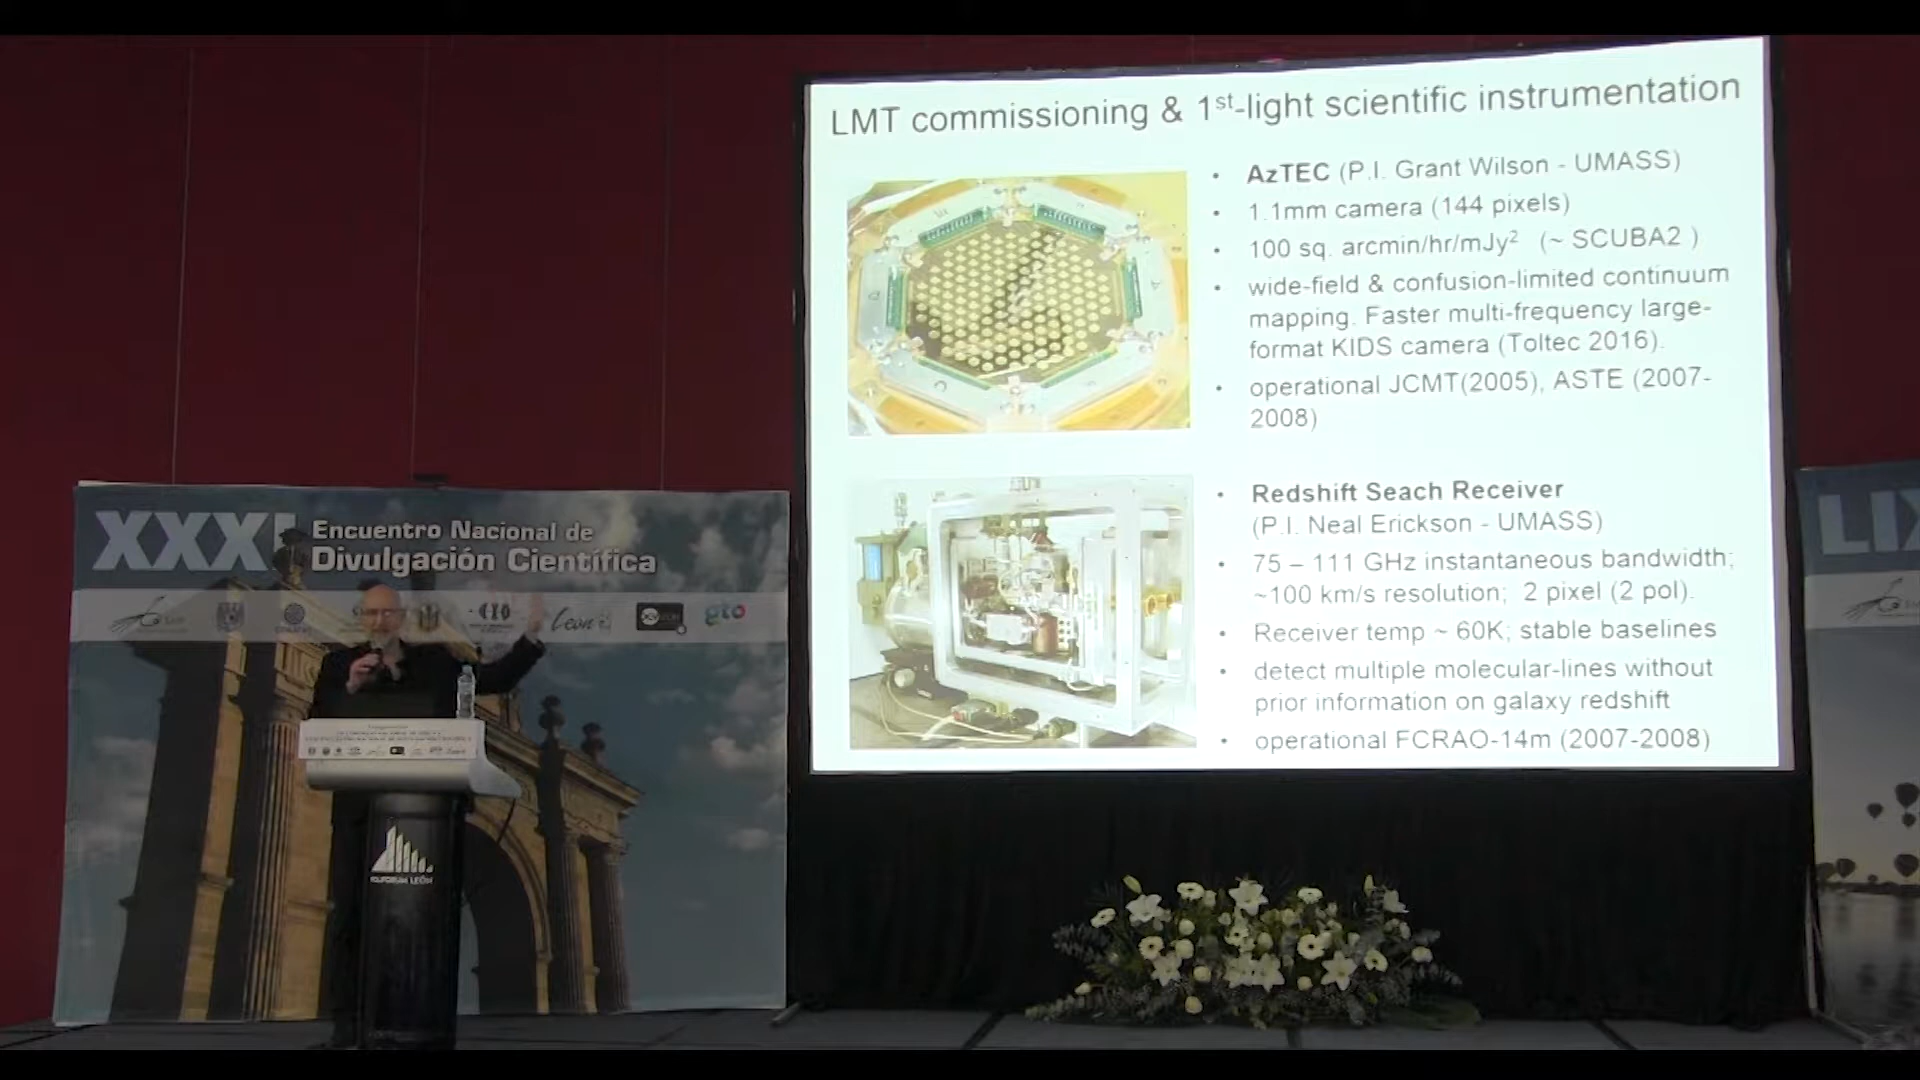 LMT commissioning & 1st-light scientific instrumentation
• AzTEC (P.I. Grant Wilson - UMASS)
• 1.1mm camera (144 pixels)
• 100 sq. arcmin/hr/mJy² (~ SCUBA2 )
• wide-field & confusion-limited continuum
mapping. Faster multi-frequency large-
format KIDS camera (Toltec 2016).
• operational JCMT(2005), ASTE (2007-
2008)
• Redshift Seach Receiver
(P.I. Neal Erickson - UMASS)
• 75 – 111 GHz instantaneous bandwidth;
~100 km/s resolution; 2 pixel (2 pol).
• Receiver temp ~ 60K; stable baselines
• detect multiple molecular-lines without
prior information on galaxy redshift
• operational FCRAO-14m (2007-2008)
XXXI Encuentro Nacional de
Divulgación Científica
León
gto
POLIFORUM LEÓN
LIX